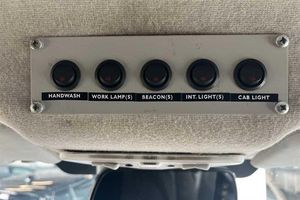 HANDWASH WORK LAMP(S) BEACON(S) INT. LIGHT(S) CAB LIGHT